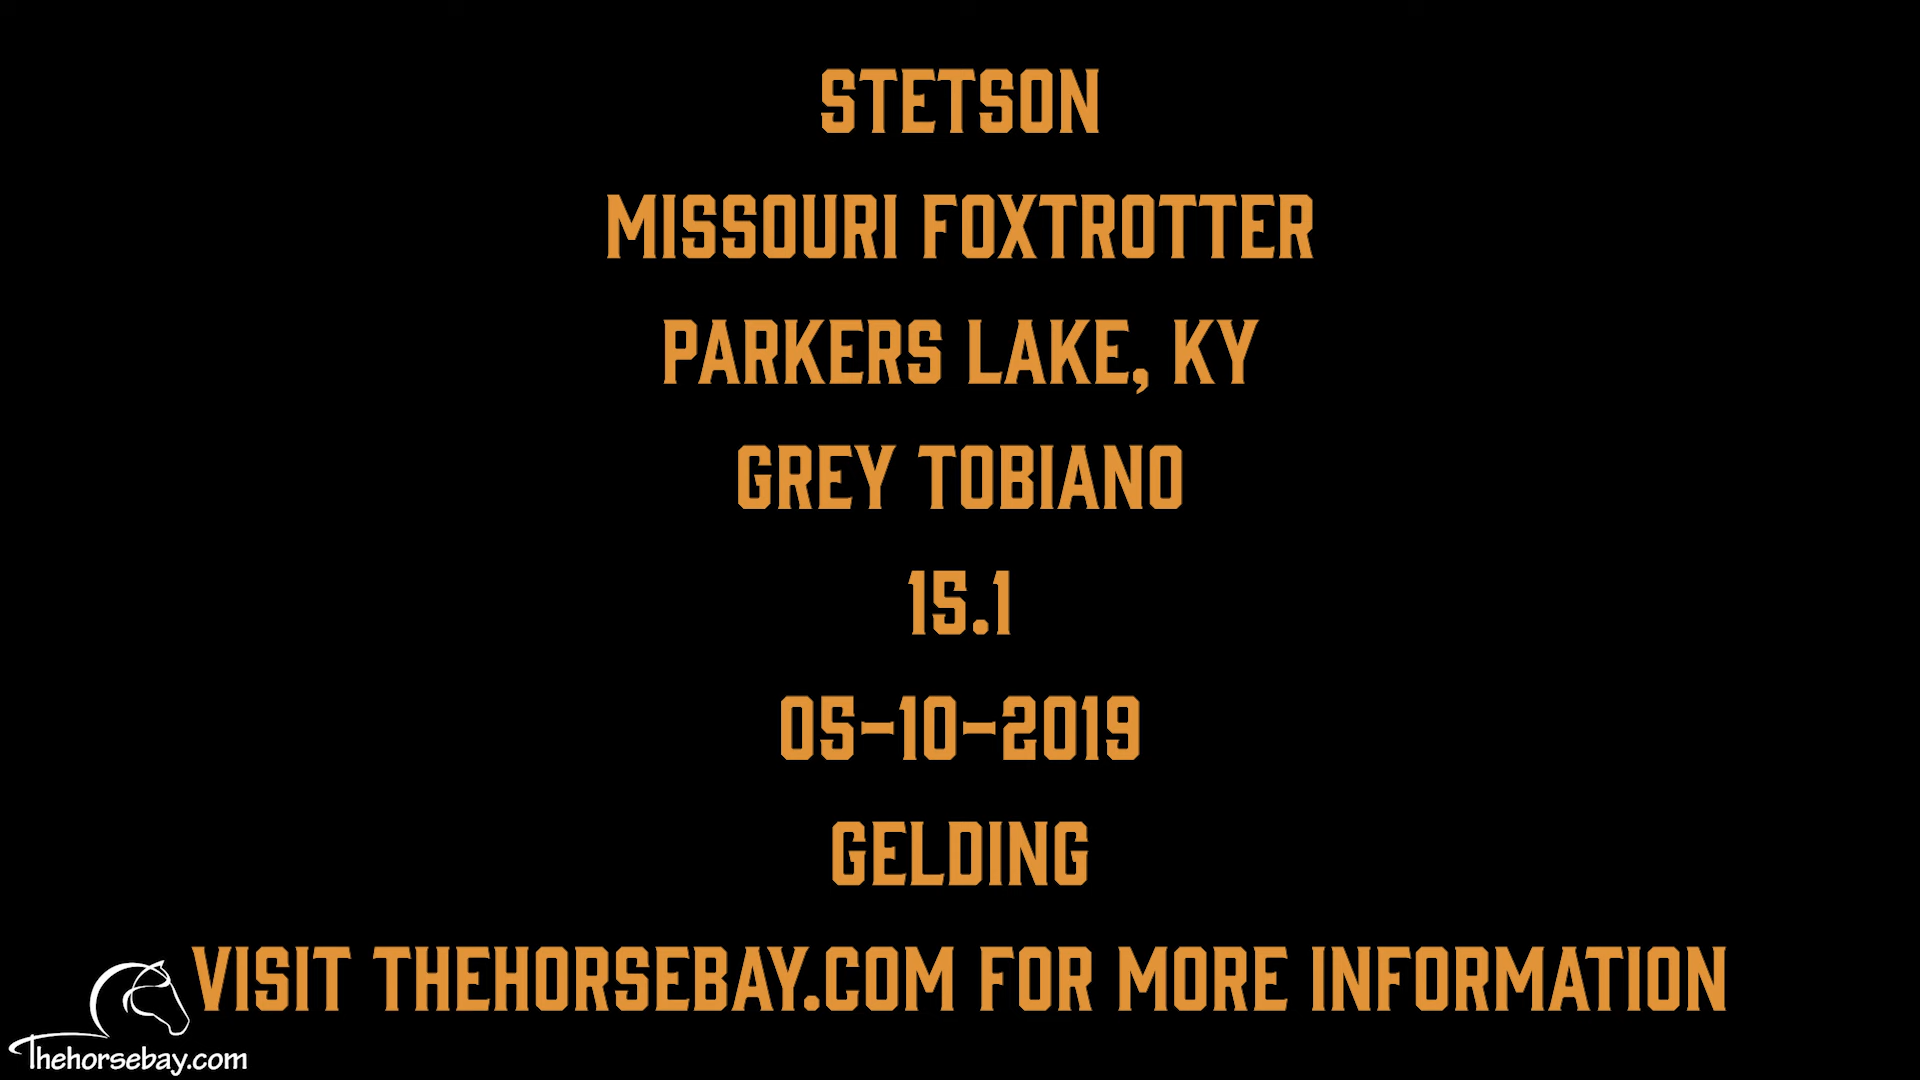 STETSON
MISSOURI FOXTROTTER
PARKERS LAKE, KY
GREY TOBIANO
15.1
05-10-2019
GELDING
VISIT THEHORSEBAY.COM FOR MORE INFORMATION
Thehorsebay.com